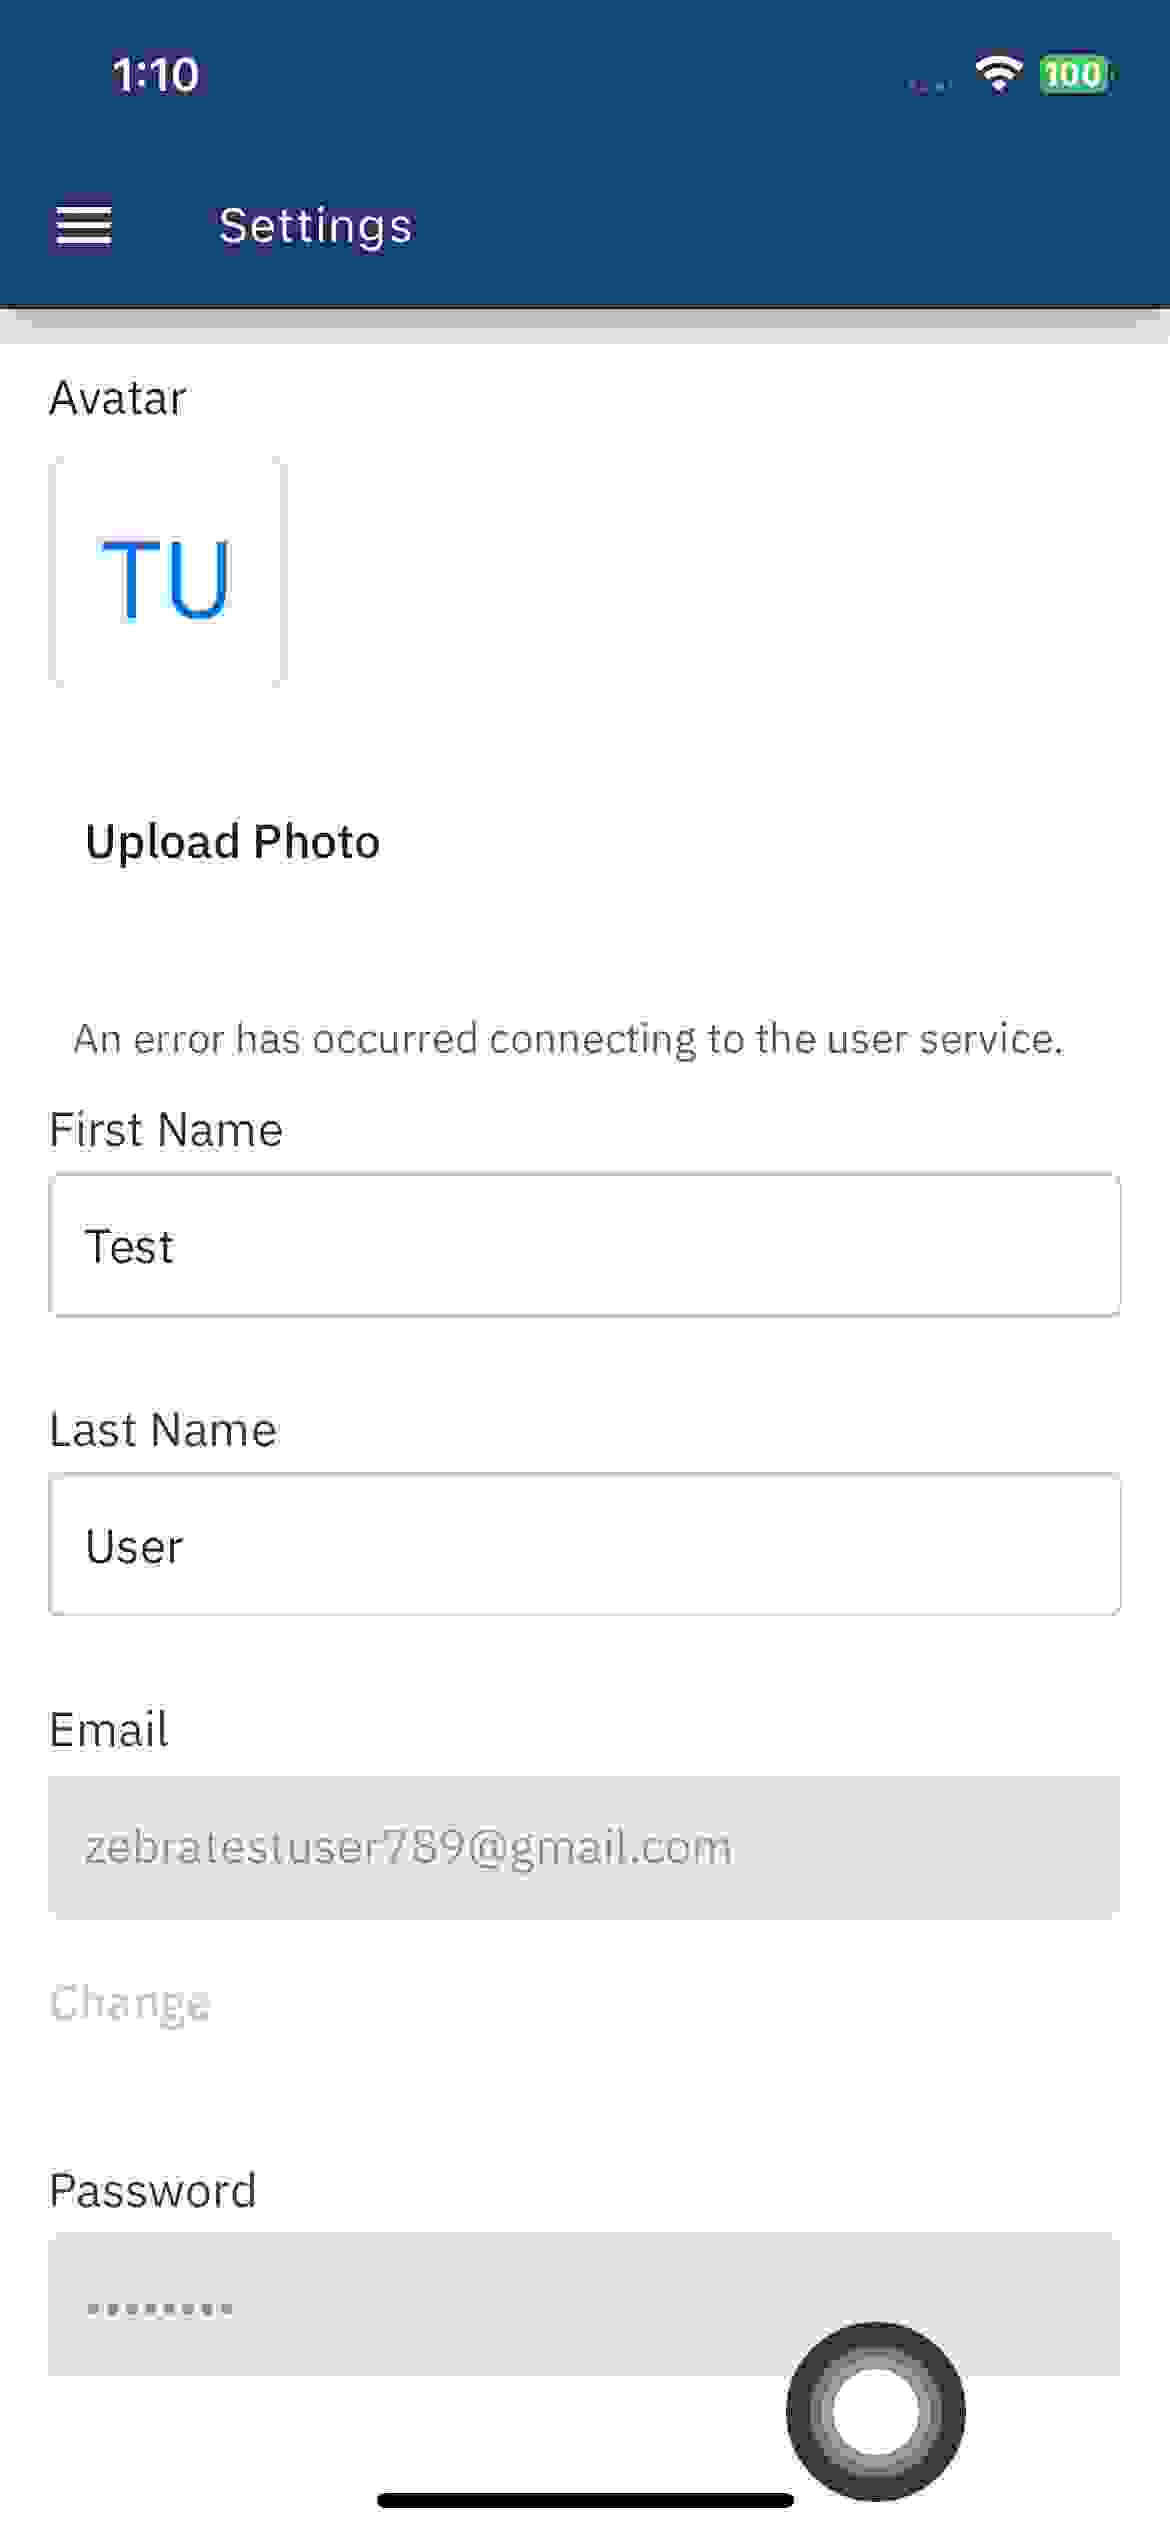 1:10
100
Settings
Avatar
TU
Upload Photo
An error has occurred connecting to the user service.
First Name
Test
Last Name
User
Email
zebratestuser789@gmail.com
Change
Password
••••••••